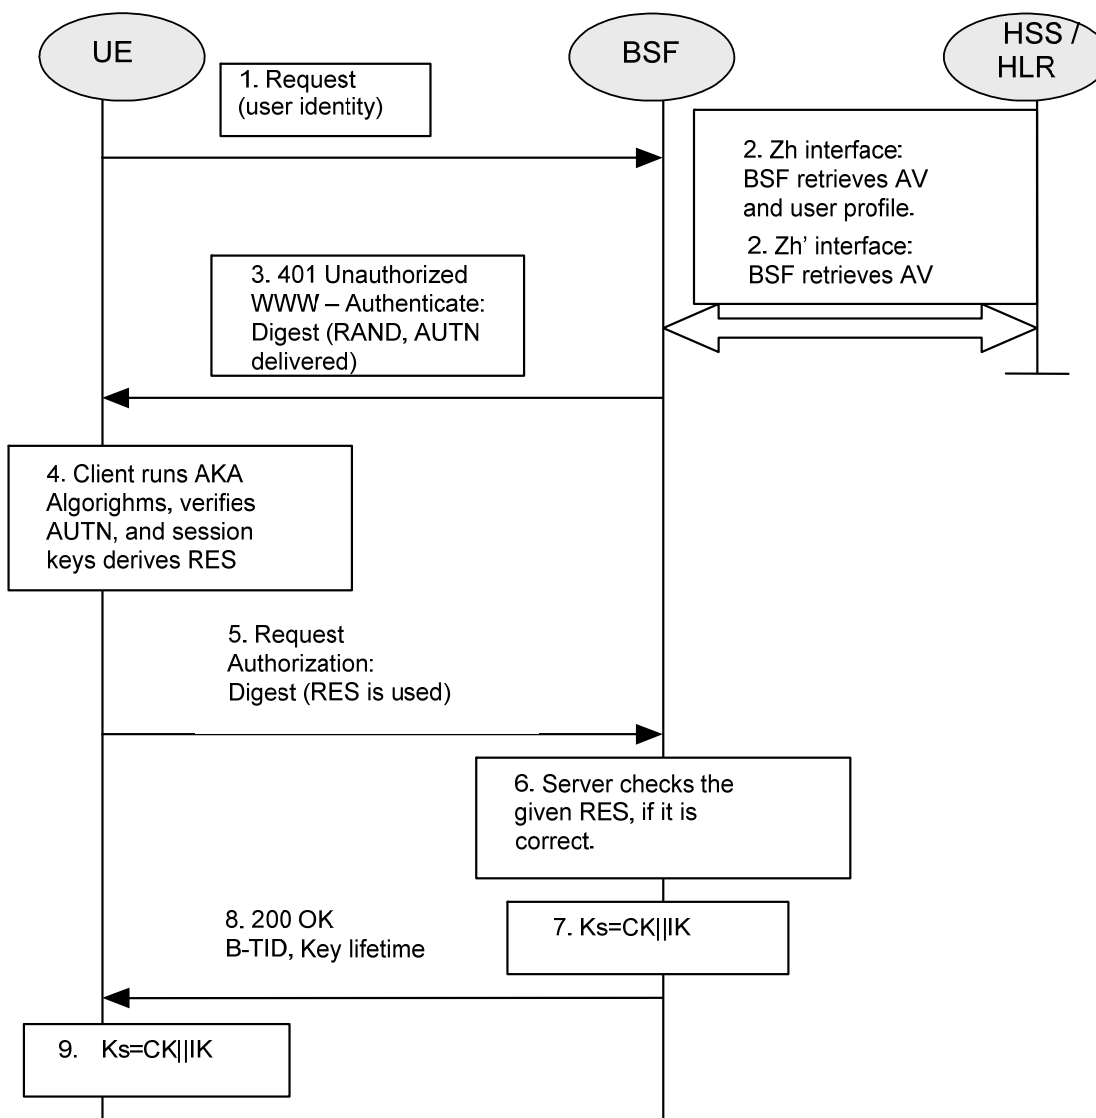 UE
BSF
HSS /
HLR
1. Request
(user identity)
2. Zh interface:
BSF retrieves AV
and user profile.
2. Zh’ interface:
BSF retrieves AV
3. 401 Unauthorized
WWW – Authenticate:
Digest (RAND, AUTN
delivered)
4. Client runs AKA
Algorighms, verifies
AUTN, and session
keys derives RES
5. Request
Authorization:
Digest (RES is used)
6. Server checks the
given RES, if it is
correct.
7. Ks=CK||IK
8. 200 OK
B-TID, Key lifetime
9. Ks=CK||IK